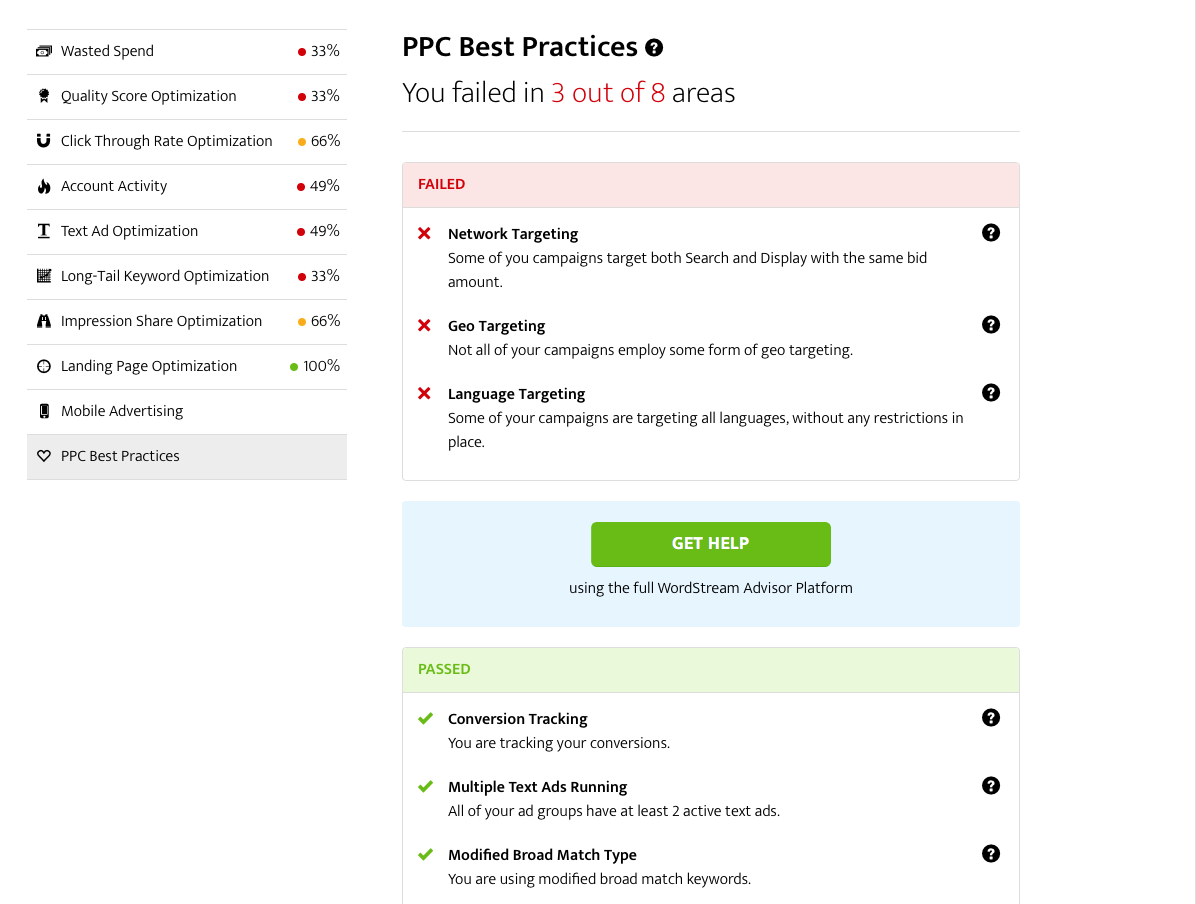 Wasted Spend 33%
Quality Score Optimization 33%
Click Through Rate Optimization 66%
Account Activity 49%
Text Ad Optimization 49%
Long-Tail Keyword Optimization 33%
Impression Share Optimization 66%
Landing Page Optimization 100%
Mobile Advertising
PPC Best Practices
PPC Best Practices ?
You failed in 3 out of 8 areas
FAILED
Network Targeting ?
Some of you campaigns target both Search and Display with the same bid
amount.
Geo Targeting ?
Not all of your campaigns employ some form of geo targeting.
Language Targeting ?
Some of your campaigns are targeting all languages, without any restrictions in
place.
GET HELP
using the full WordStream Advisor Platform
PASSED
Conversion Tracking ?
You are tracking your conversions.
Multiple Text Ads Running ?
All of your ad groups have at least 2 active text ads.
Modified Broad Match Type ?
You are using modified broad match keywords.